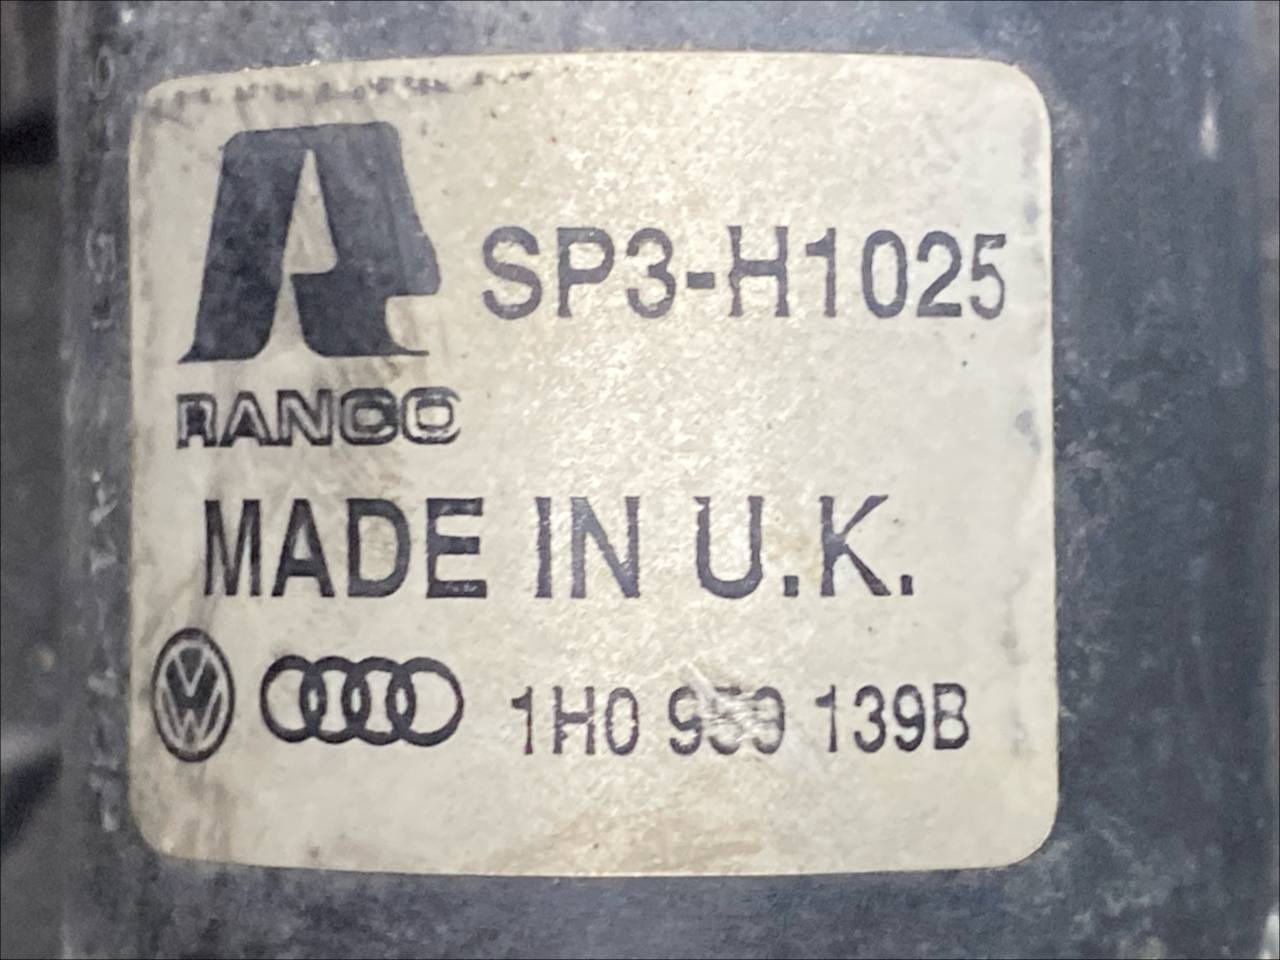 SP3-H1025
RANCO
MADE IN U.K.
1H0 959 139B